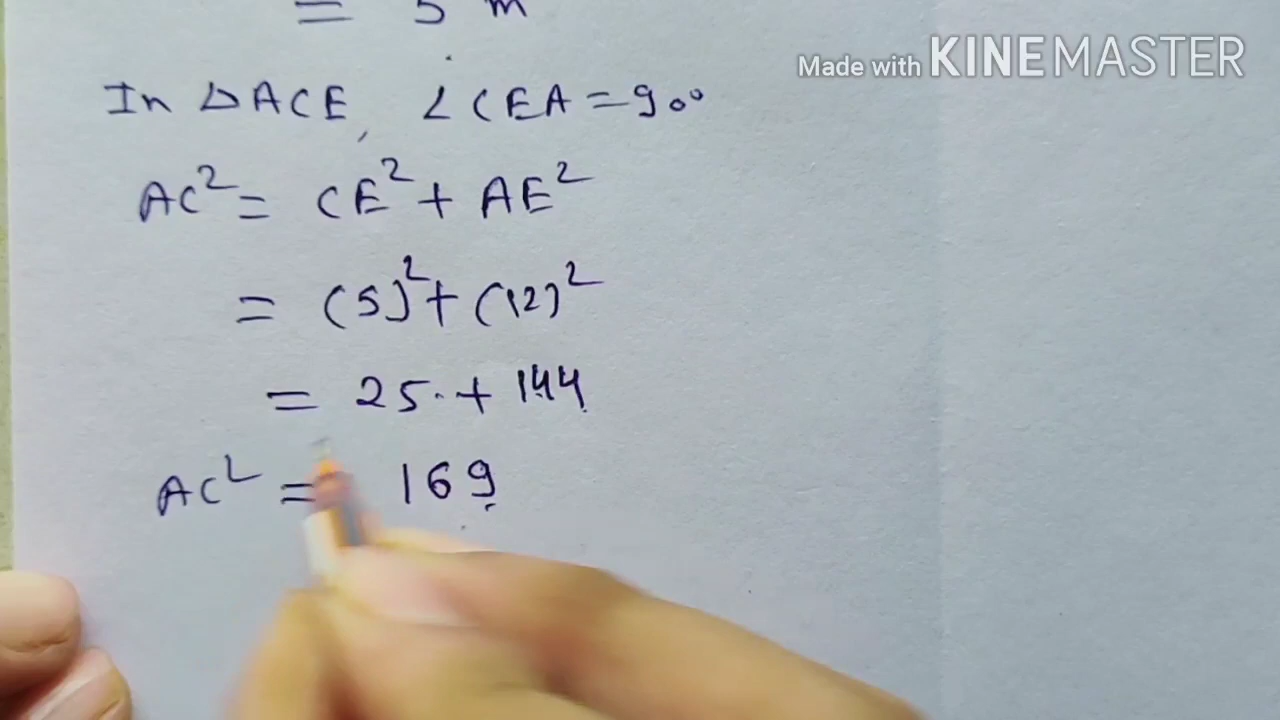 = 5 m
Made with KINEMASTER
In △ACE, ∠CEA = 90°
AC² = CE² + AE²
= (5)² + (12)²
= 25 + 144
AC² = 169